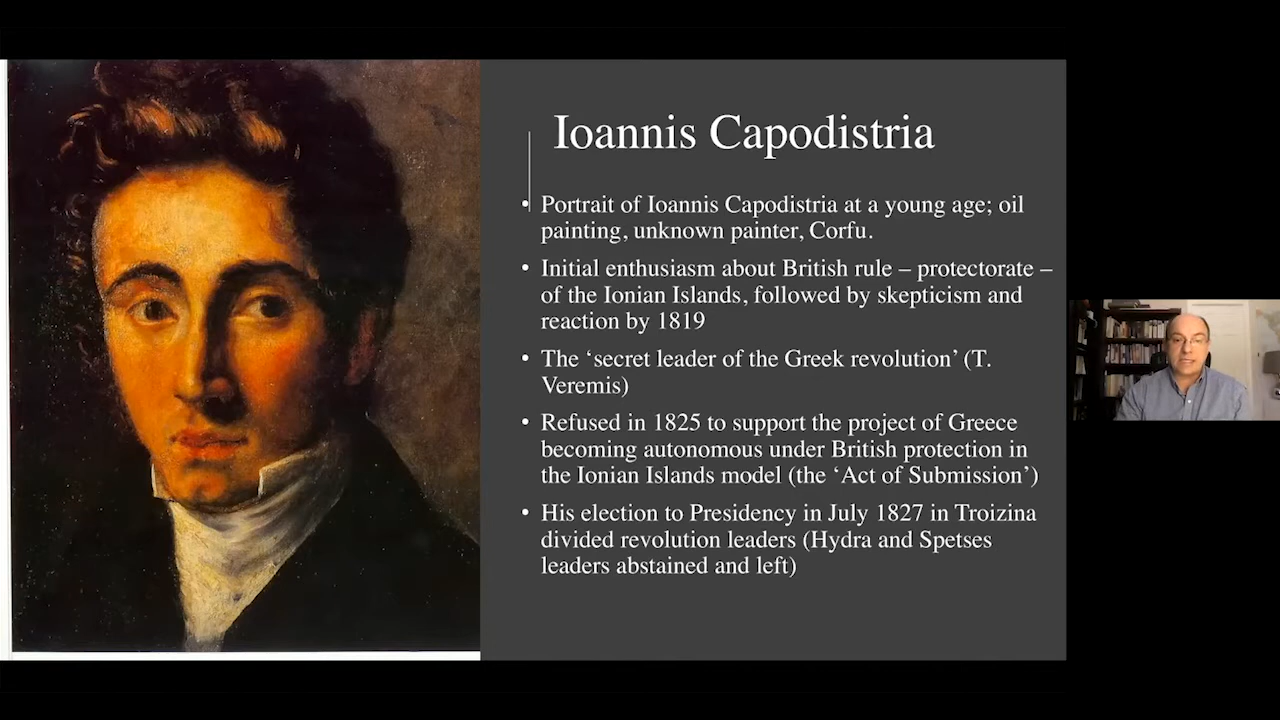 Ioannis Capodistria
• Portrait of Ioannis Capodistria at a young age; oil
painting, unknown painter, Corfu.
• Initial enthusiasm about British rule – protectorate –
of the Ionian Islands, followed by skepticism and
reaction by 1819
• The ‘secret leader of the Greek revolution’ (T.
Veremis)
• Refused in 1825 to support the project of Greece
becoming autonomous under British protection in
the Ionian Islands model (the ‘Act of Submission’)
• His election to Presidency in July 1827 in Troizina
divided revolution leaders (Hydra and Spetses
leaders abstained and left)